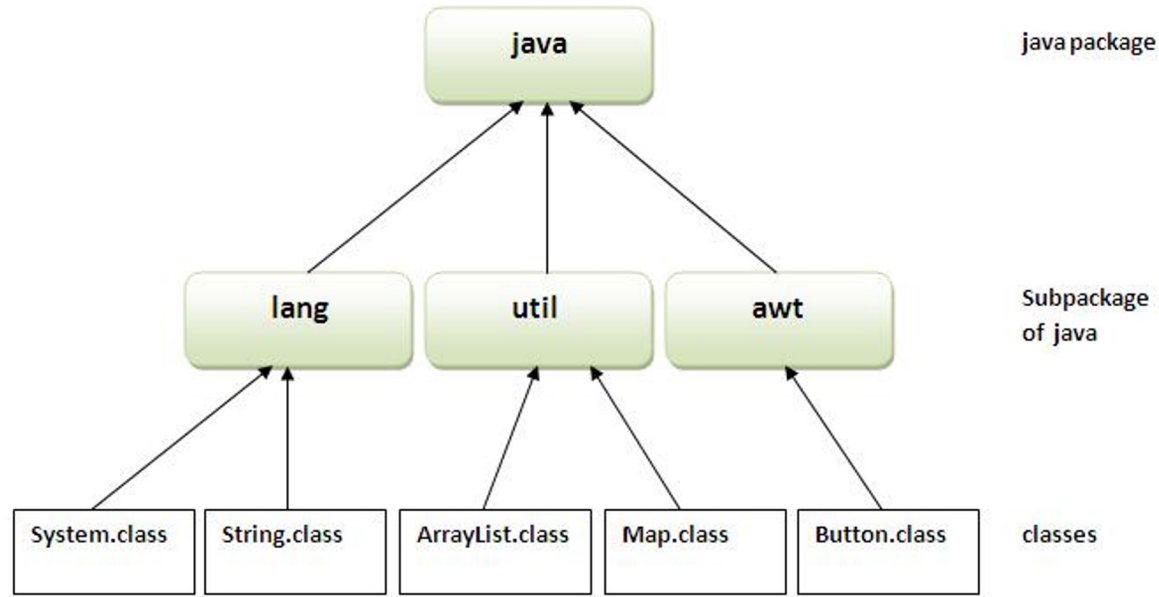 java
java package
lang
util
awt
Subpackage
of java
System.class
String.class
ArrayList.class
Map.class
Button.class
classes